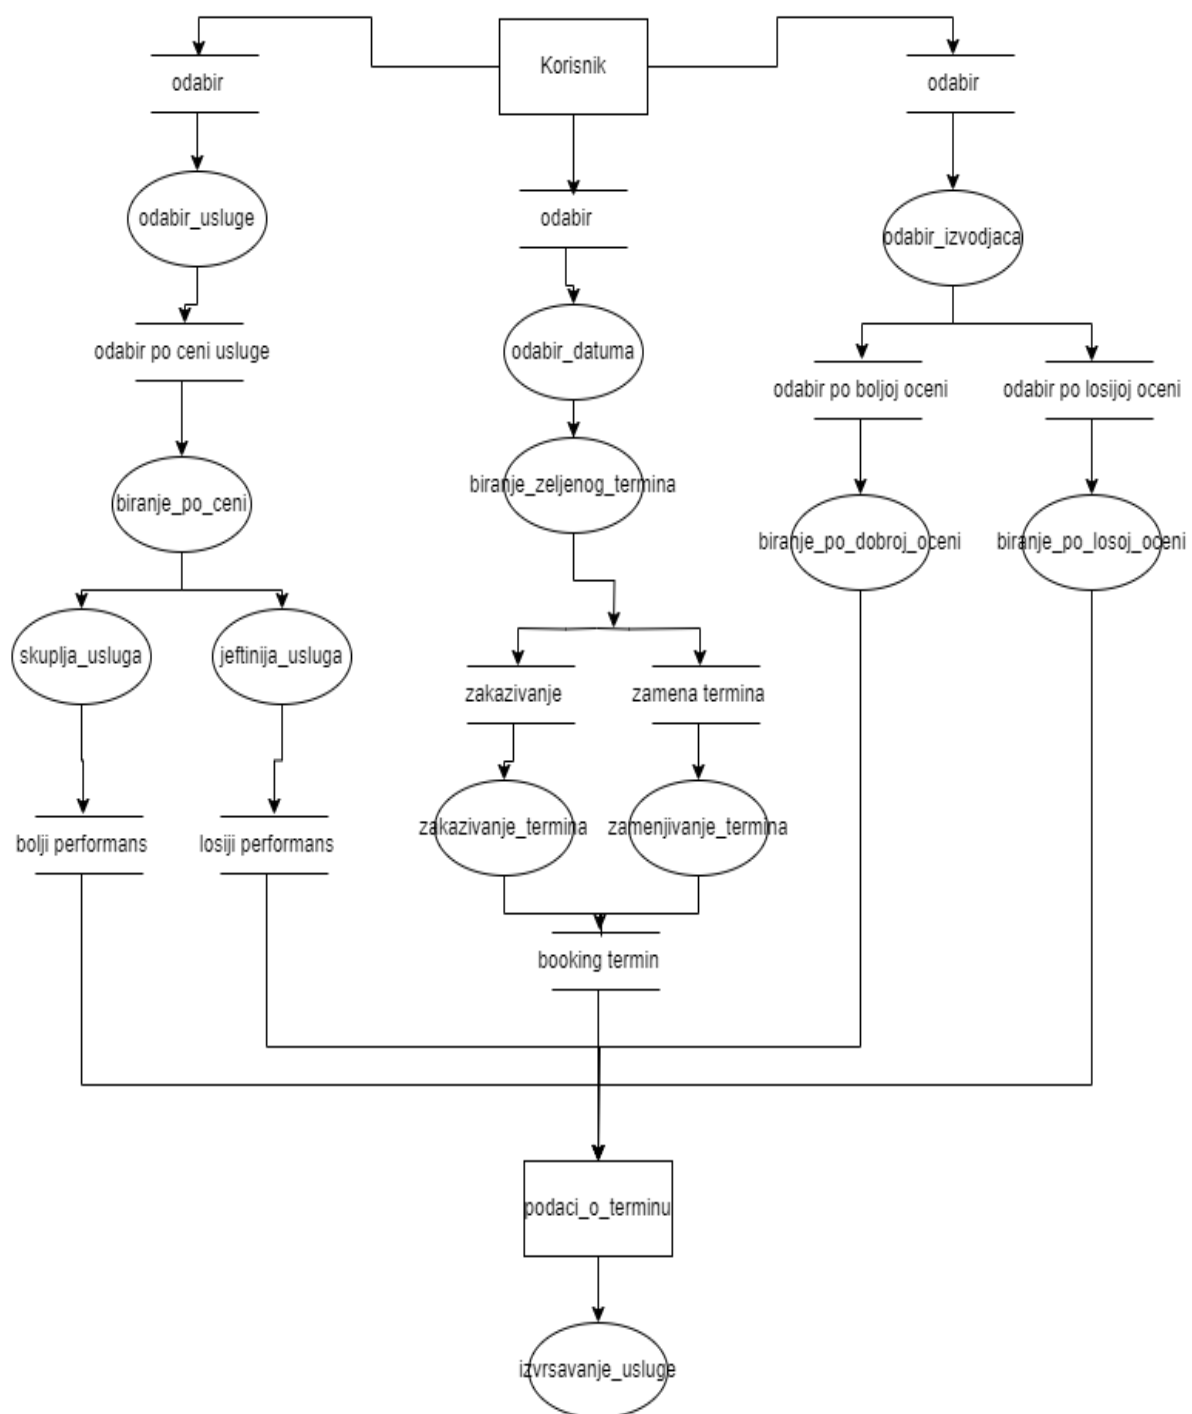 Korisnik
odabir
odabir
odabir
odabir_usluge
odabir_izvodjaca
odabir po ceni usluge
odabir_datuma
odabir po boljoj oceni
odabir po losijoj oceni
biranje_po_ceni
biranje_zeljenog_termina
biranje_po_dobroj_oceni
biranje_po_losoj_oceni
skuplja_usluga
jeftinija_usluga
zakazivanje
zamena termina
bolji performans
losiji performans
zakazivanje_termina
zamenjivanje_termina
booking termin
podaci_o_terminu
izvrsavanje_usluge